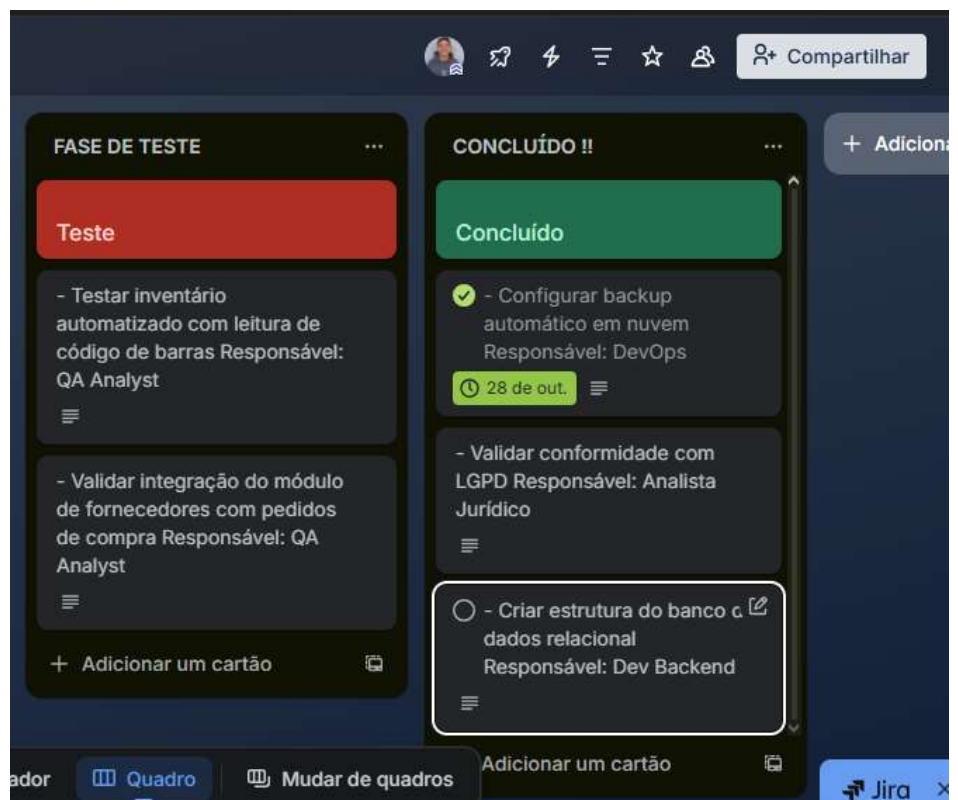 Compartilhar
FASE DE TESTE
Teste
- Testar inventário
automatizado com leitura de
código de barras Responsável:
QA Analyst
- Validar integração do módulo
de fornecedores com pedidos
de compra Responsável: QA
Analyst
+ Adicionar um cartão
CONCLUÍDO !!
Concluído
- Configurar backup
automático em nuvem
Responsável: DevOps
28 de out.
- Validar conformidade com
LGPD Responsável: Analista
Jurídico
- Criar estrutura do banco
dados relacional
Responsável: Dev Backend
Adicionar um cartão
+ Adiciona
ador
Quadro
Mudar de quadros
Jira